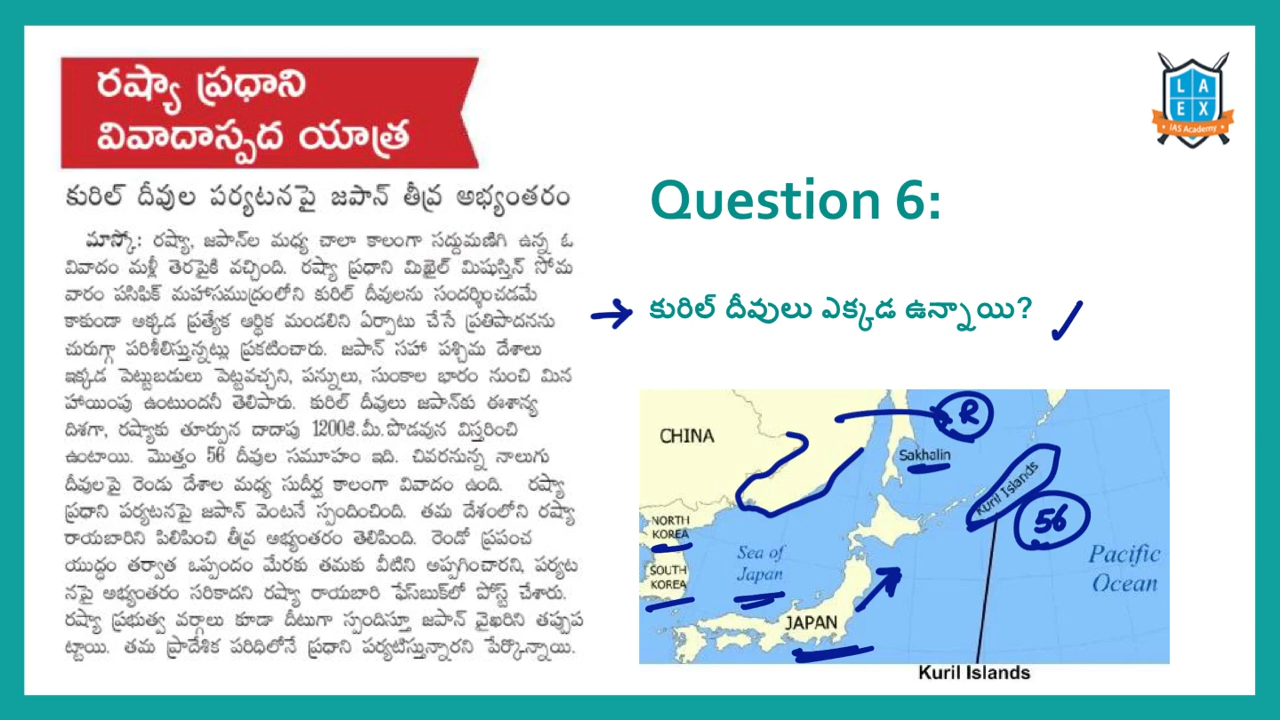 రష్యా ప్రధాని
వివాదాస్పద యాత్ర
కురిల్ దీవుల పర్యటనపై జపాన్ తీవ్ర అభ్యంతరం
మాస్కో: రష్యా, జపాన్‌ల మధ్య చాలా కాలంగా సద్దుమణిగి ఉన్న ఓ
వివాదం మళ్లీ తెరపైకి వచ్చింది. రష్యా ప్రధాని మిఖైల్ మిషుస్తిన్ సోమ
వారం పసిఫిక్ మహాసముద్రంలోని కురిల్ దీవులను సందర్శించడమే
కాకుండా అక్కడ ప్రత్యేక ఆర్థిక మండలిని ఏర్పాటు చేసే ప్రతిపాదనను
చురుగ్గా పరిశీలిస్తున్నట్లు ప్రకటించారు. జపాన్ సహా పశ్చిమ దేశాలు
ఇక్కడ పెట్టుబడులు పెట్టవచ్చని, పన్నులు, సుంకాల భారం నుంచి మిన
హాయింపు ఉంటుందనీ తెలిపారు. కురిల్ దీవులు జపాన్‌కు ఈశాన్య
దిశగా, రష్యాకు తూర్పున దాదాపు 1200కి.మీ.పొడవున విస్తరించి
ఉంటాయి. మొత్తం 56 దీవుల సమూహం ఇది. చివరనున్న నాలుగు
దీవులపై రెండు దేశాల మధ్య సుదీర్ఘ కాలంగా వివాదం ఉంది. రష్యా
ప్రధాని పర్యటనపై జపాన్ వెంటనే స్పందించింది. తమ దేశంలోని రష్యా
రాయబారిని పిలిపించి తీవ్ర అభ్యంతరం తెలిపింది. రెండో ప్రపంచ
యుద్ధం తర్వాత ఒప్పందం మేరకు తమకు వీటిని అప్పగించారని, పర్యట
నపై అభ్యంతరం సరికాదని రష్యా రాయబారి ఫేస్‌బుక్‌లో పోస్ట్ చేశారు.
రష్యా ప్రభుత్వ వర్గాలు కూడా దీటుగా స్పందిస్తూ జపాన్ వైఖరిని తప్పుప
ట్టాయి. తమ ప్రాదేశిక పరిధిలోనే ప్రధాని పర్యటిస్తున్నారని పేర్కొన్నాయి.
L A
E X
IAS Academy
Question 6:
కురిల్ దీవులు ఎక్కడ ఉన్నాయి?
R
CHINA
Sakhalin
Kuril Islands
56
NORTH
KOREA
Sea of
Japan
SOUTH
KOREA
Pacific
Ocean
JAPAN
Kuril Islands